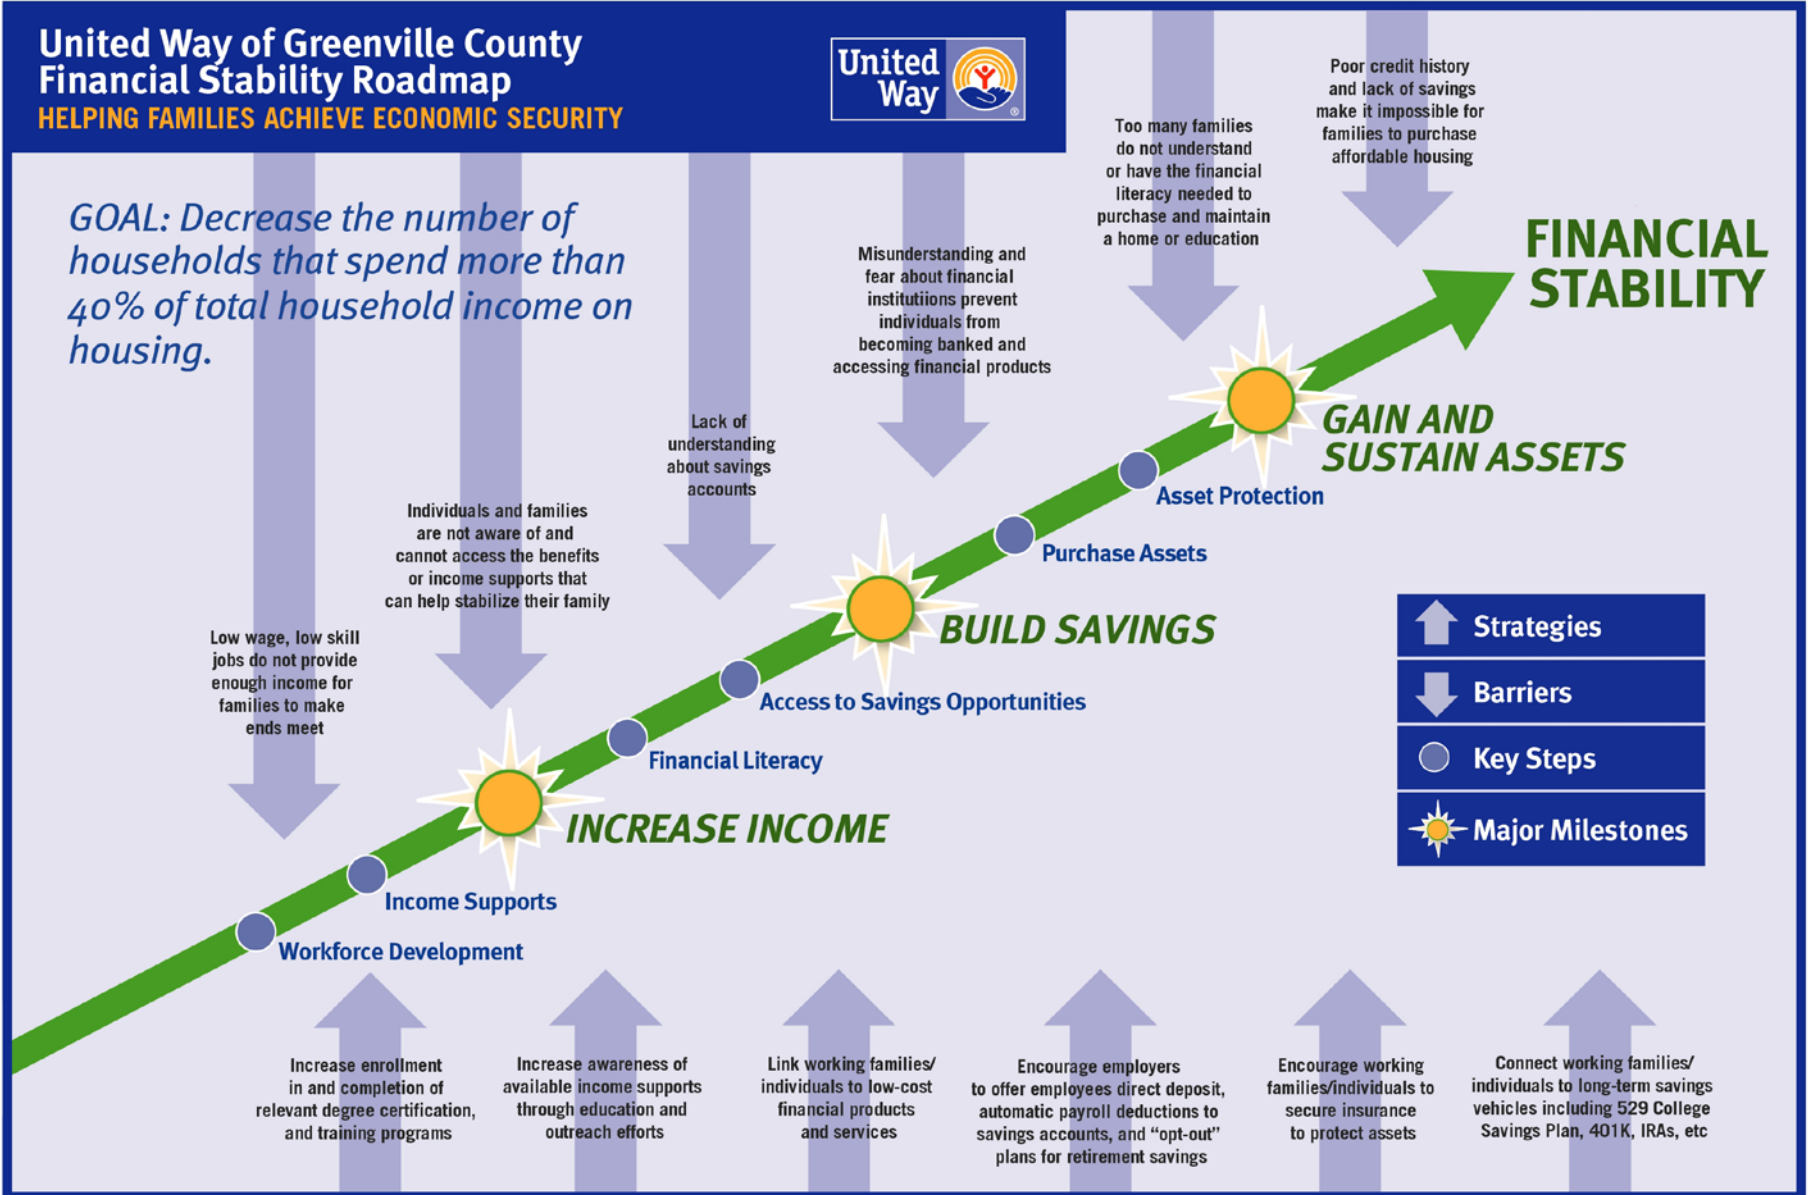 United Way of Greenville County
Financial Stability Roadmap
HELPING FAMILIES ACHIEVE ECONOMIC SECURITY
United
Way
®
GOAL: Decrease the number of
households that spend more than
40% of total household income on
housing.
Low wage, low skill
jobs do not provide
enough income for
families to make
ends meet
Individuals and families
are not aware of and
cannot access the benefits
or income supports that
can help stabilize their family
Lack of
understanding
about savings
accounts
Misunderstanding and
fear about financial
institutiions prevent
individuals from
becoming banked and
accessing financial products
Too many families
do not understand
or have the financial
literacy needed to
purchase and maintain
a home or education
Poor credit history
and lack of savings
make it impossible for
families to purchase
affordable housing
FINANCIAL
STABILITY
GAIN AND
SUSTAIN ASSETS
Asset Protection
Purchase Assets
BUILD SAVINGS
Access to Savings Opportunities
Financial Literacy
INCREASE INCOME
Income Supports
Workforce Development
Strategies
Barriers
Key Steps
Major Milestones
Increase enrollment
in and completion of
relevant degree certification,
and training programs
Increase awareness of
available income supports
through education and
outreach efforts
Link working families/
individuals to low-cost
financial products
and services
Encourage employers
to offer employees direct deposit,
automatic payroll deductions to
savings accounts, and “opt-out”
plans for retirement savings
Encourage working
families/individuals to
secure insurance
to protect assets
Connect working families/
individuals to long-term savings
vehicles including 529 College
Savings Plan, 401K, IRAs, etc